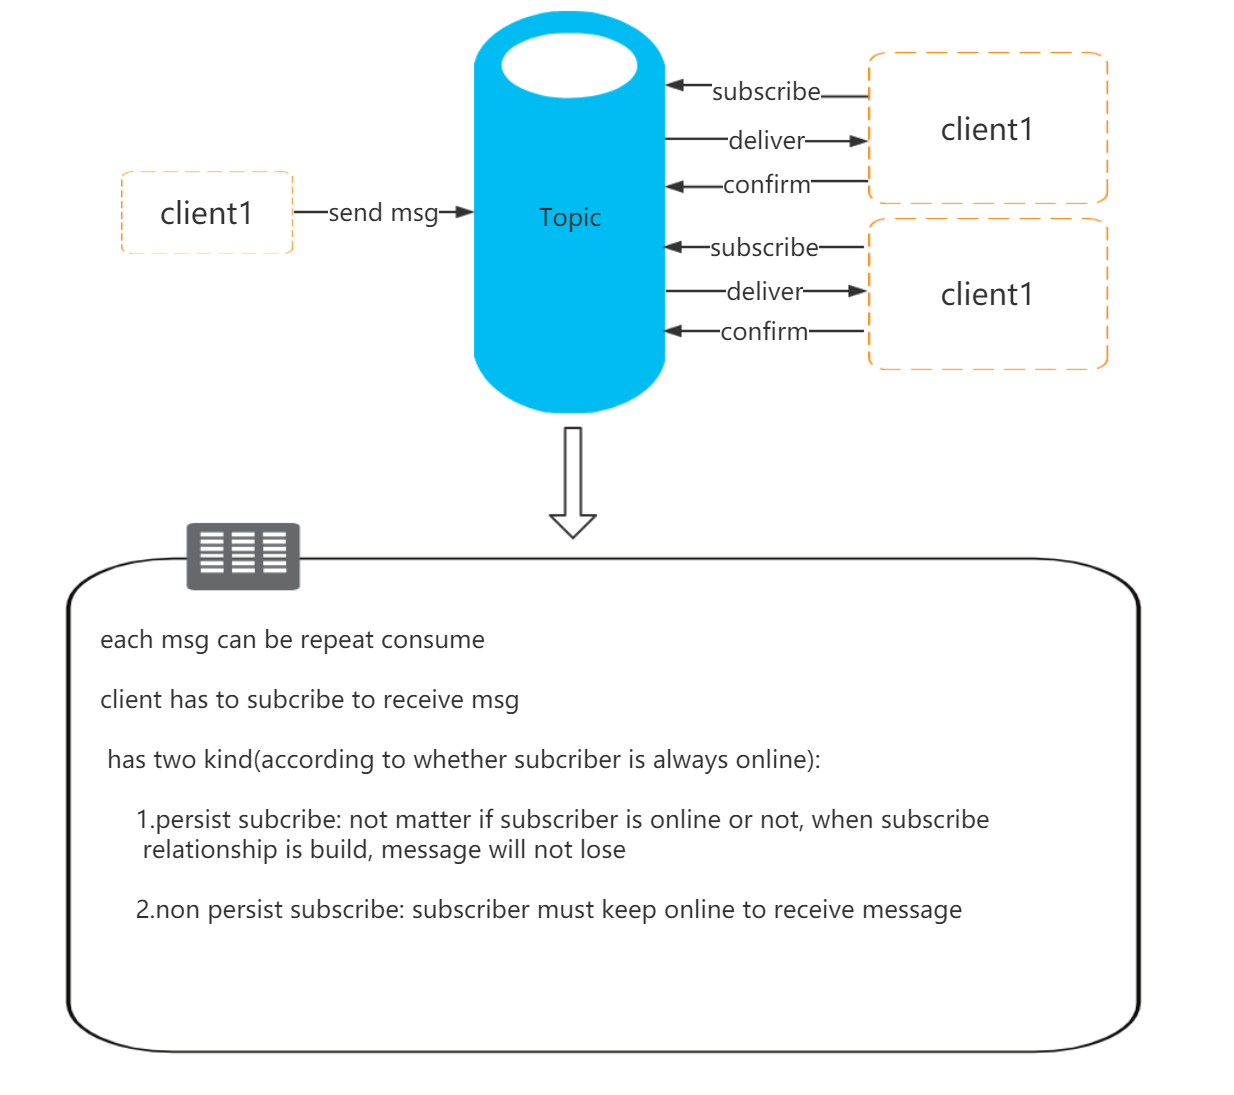 subscribe
client1
deliver
confirm
client1
send msg
Topic
subscribe
deliver
client1
confirm
each msg can be repeat consume
client has to subcribe to receive msg
has two kind(according to whether subcriber is always online):
1.persist subcribe: not matter if subscriber is online or not, when subscribe
relationship is build, message will not lose
2.non persist subscribe: subscriber must keep online to receive message